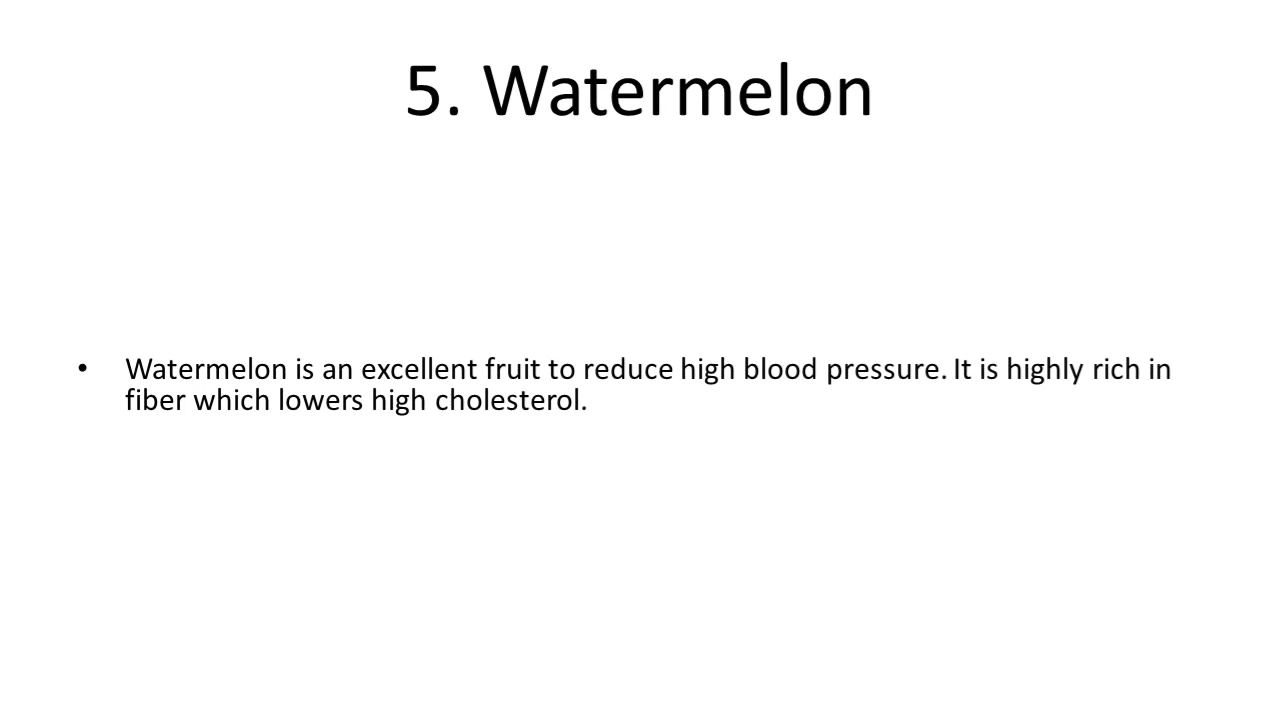 5. Watermelon
• Watermelon is an excellent fruit to reduce high blood pressure. It is highly rich in
fiber which lowers high cholesterol.